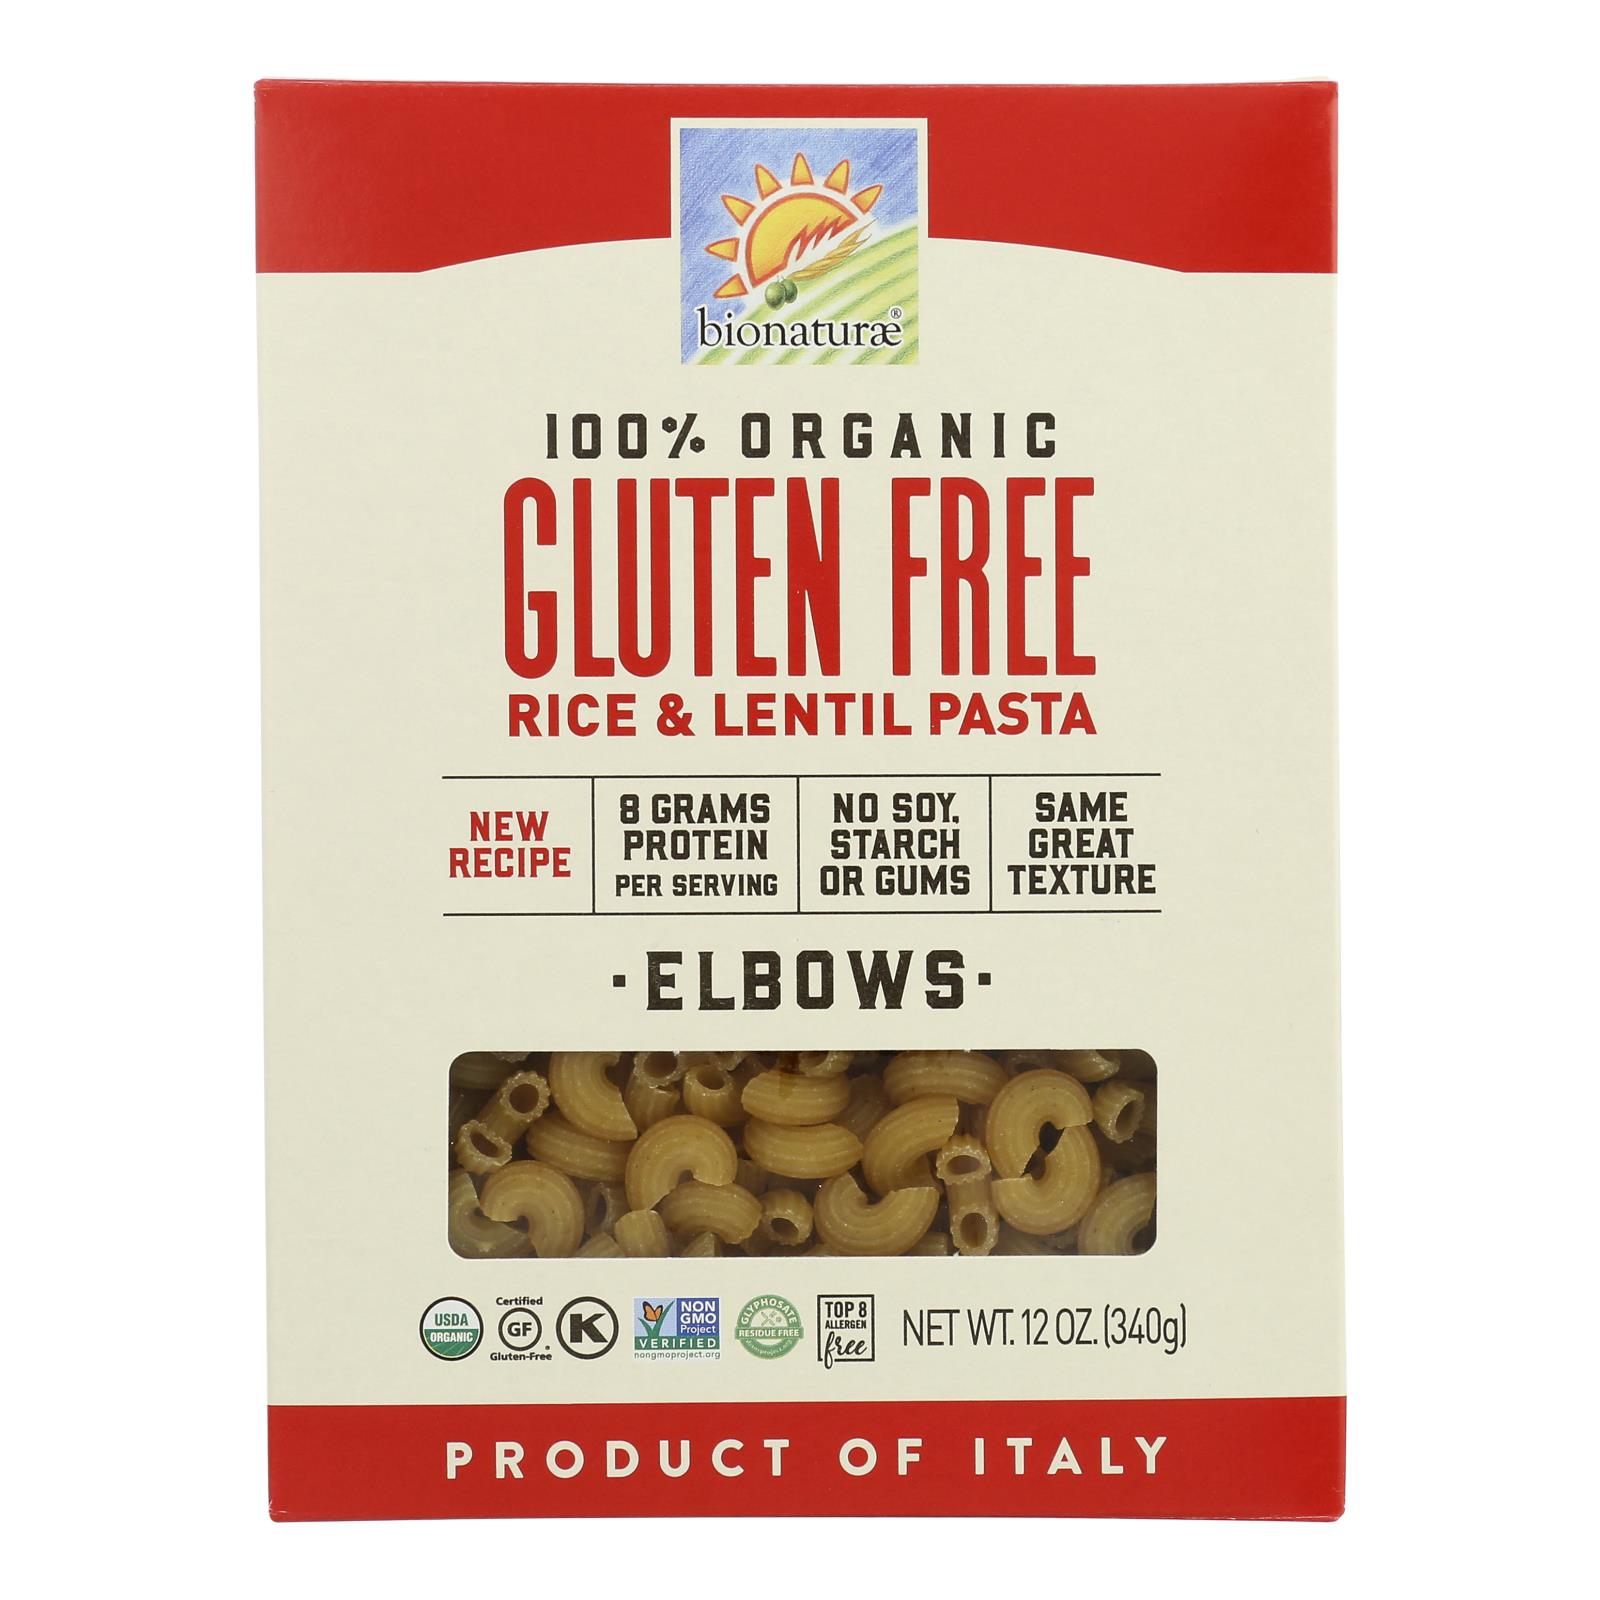 bionaturæ®
100% ORGANIC
GLUTEN FREE
RICE & LENTIL PASTA
NEW
RECIPE
8 GRAMS
PROTEIN
PER SERVING
NO SOY,
STARCH
OR GUMS
SAME
GREAT
TEXTURE
·ELBOWS·
USDA
ORGANIC
Certified
GF
Gluten-Free
K
NON
GMO
Project
VERIFIED
nongmoproject.org
GLYPHOSATE
RESIDUE FREE
TOP 8
ALLERGEN
free
NET WT. 12 OZ. (340g)
PRODUCT OF ITALY